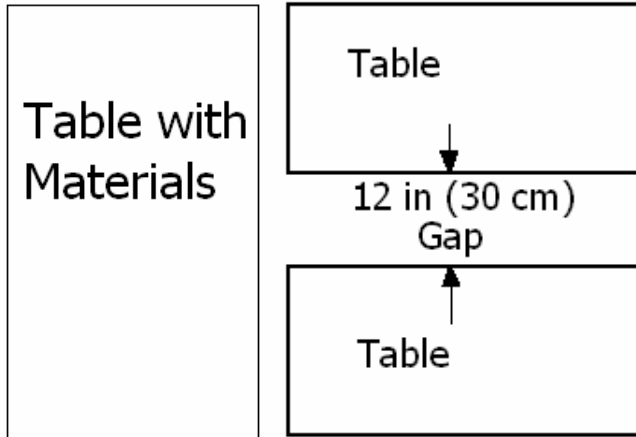 Table with
Materials
Table
12 in (30 cm)
Gap
Table